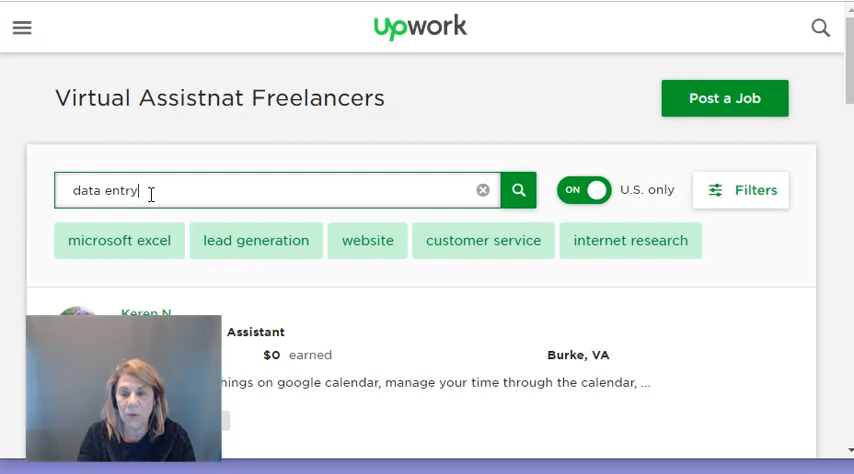 upwork
Virtual Assistnat Freelancers
Post a Job
data entry
ON
U.S. only
Filters
microsoft excel
lead generation
website
customer service
internet research
Keren N.
Assistant
$0 earned
Burke, VA
hings on google calendar, manage your time through the calendar, ...